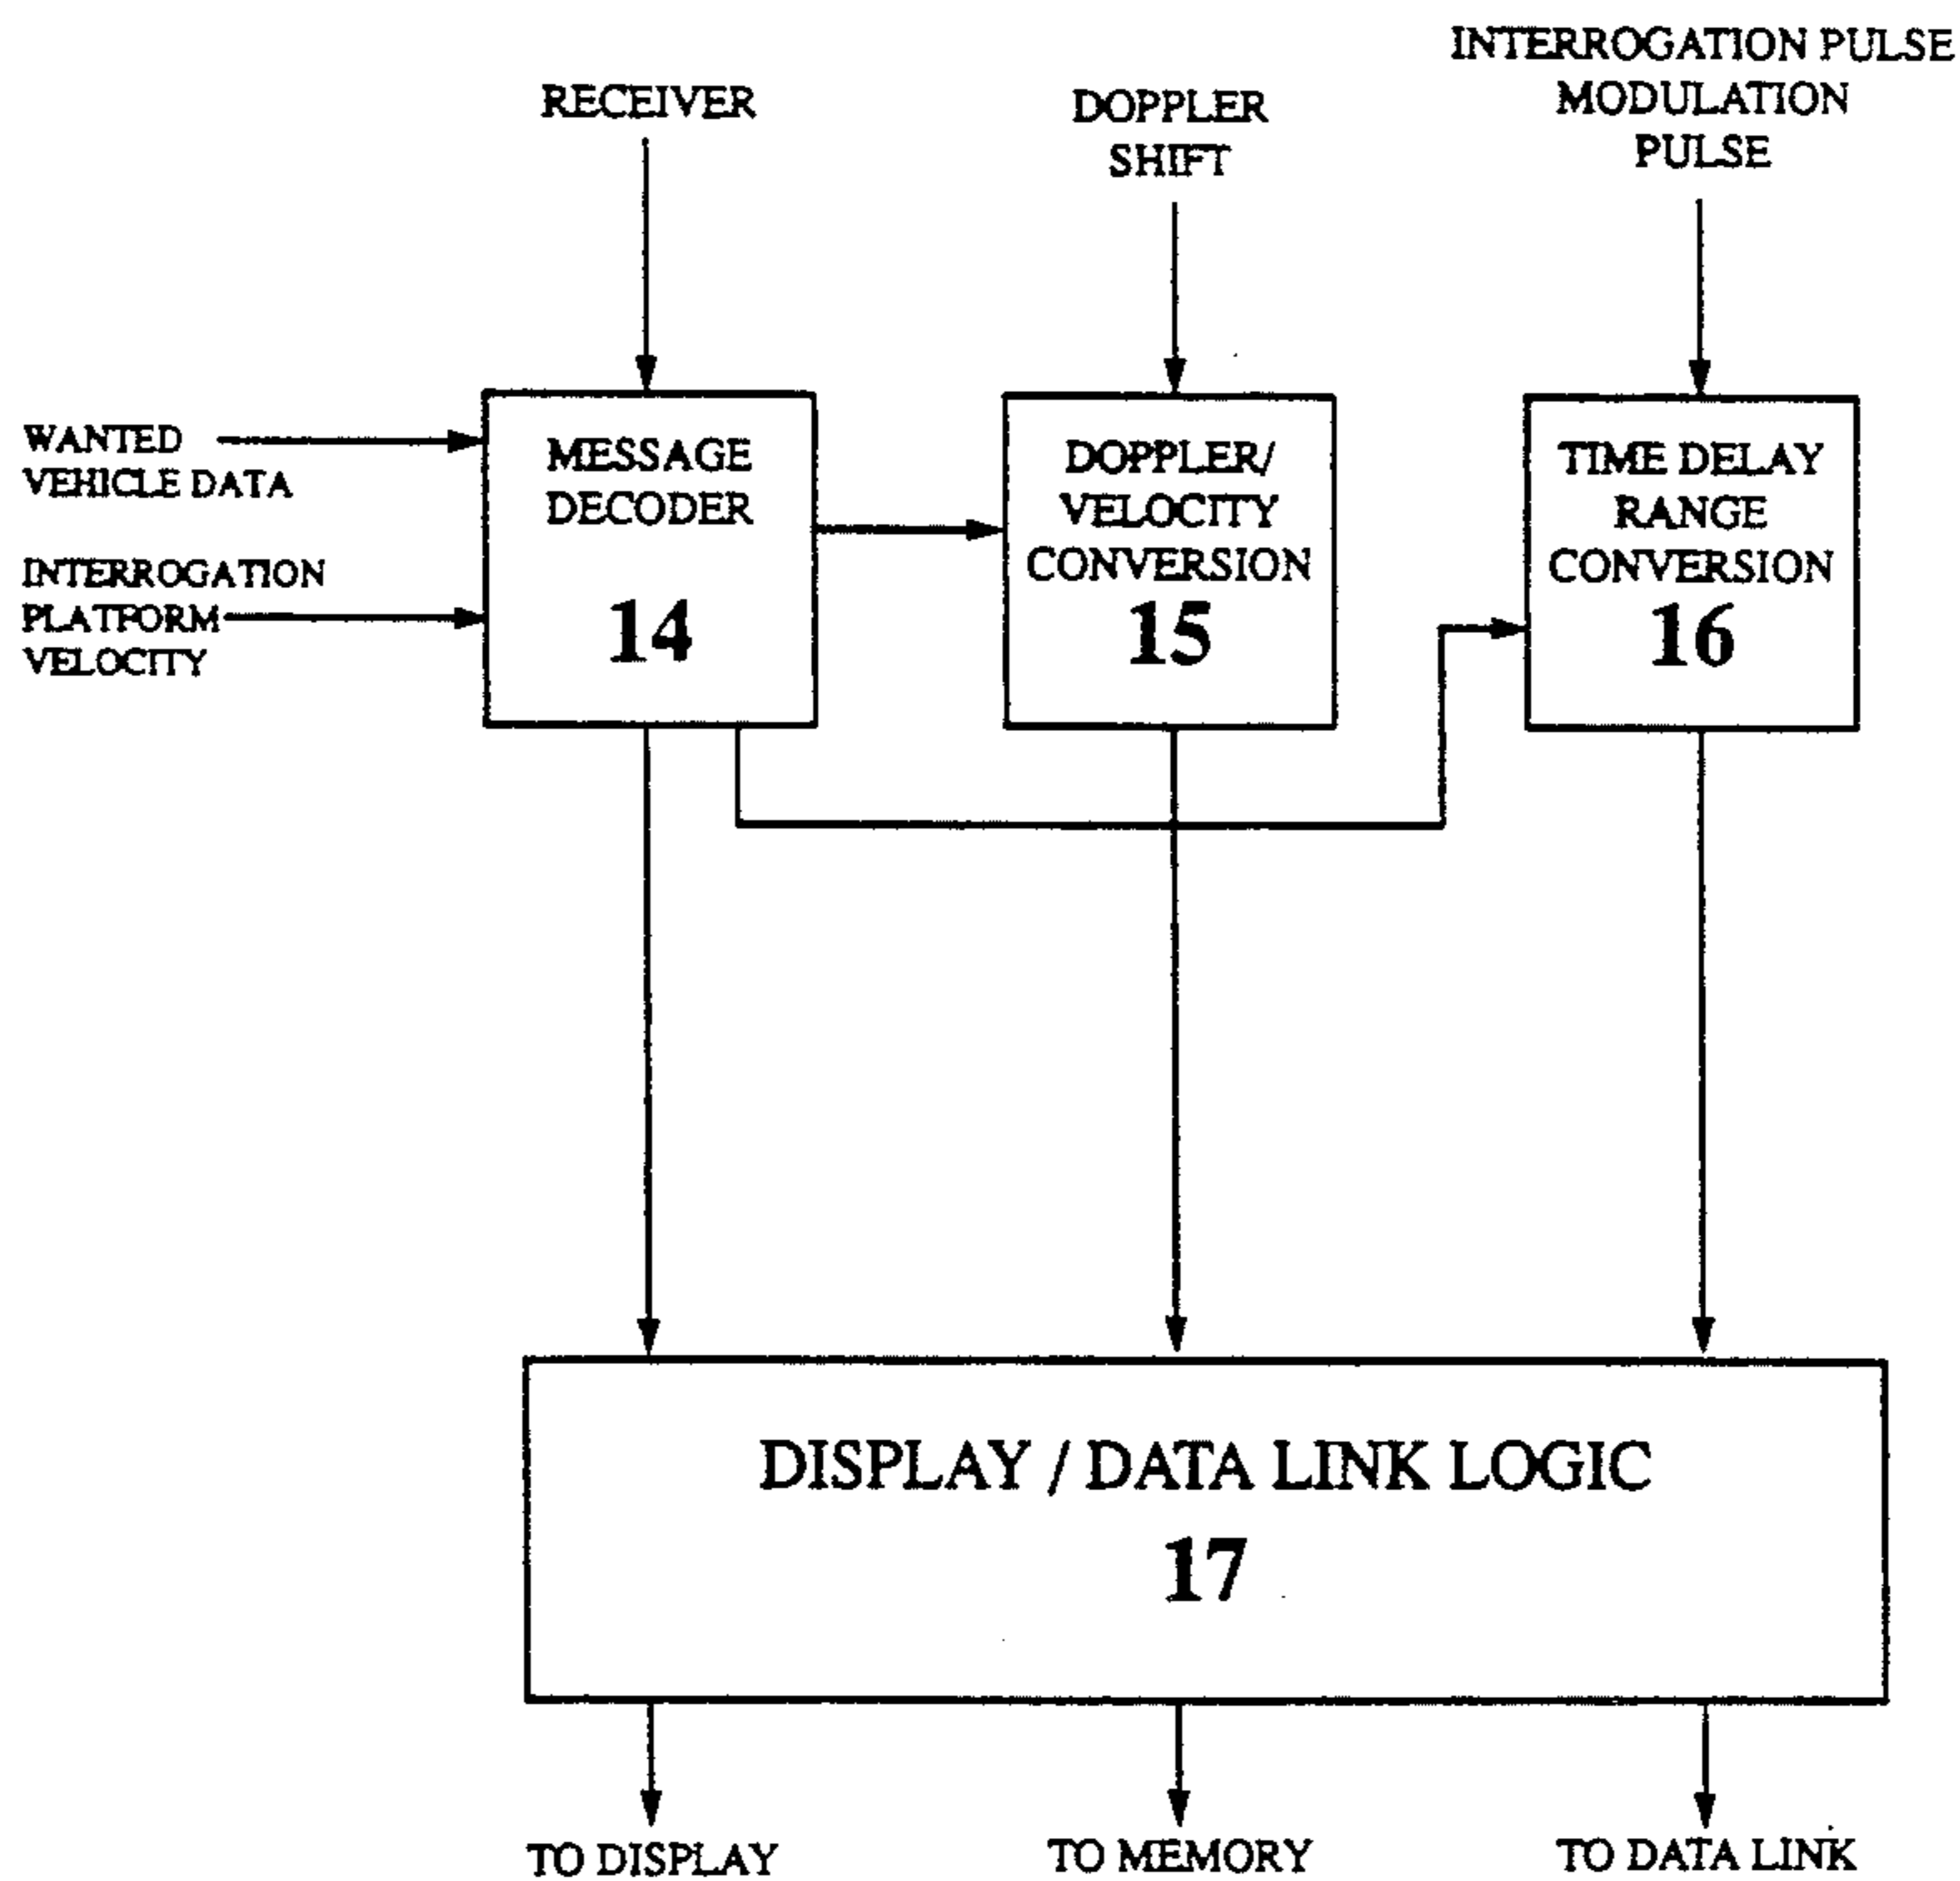 RECEIVER
DOPPLER
SHIFT
INTERROGATION PULSE
MODULATION
PULSE
WANTED
VEHICLE DATA
INTERROGATION
PLATFORM
VELOCITY
MESSAGE
DECODER
14
DOPPLER/
VELOCITY
CONVERSION
15
TIME DELAY
RANGE
CONVERSION
16
DISPLAY / DATA LINK LOGIC
17
TO DISPLAY
TO MEMORY
TO DATA LINK